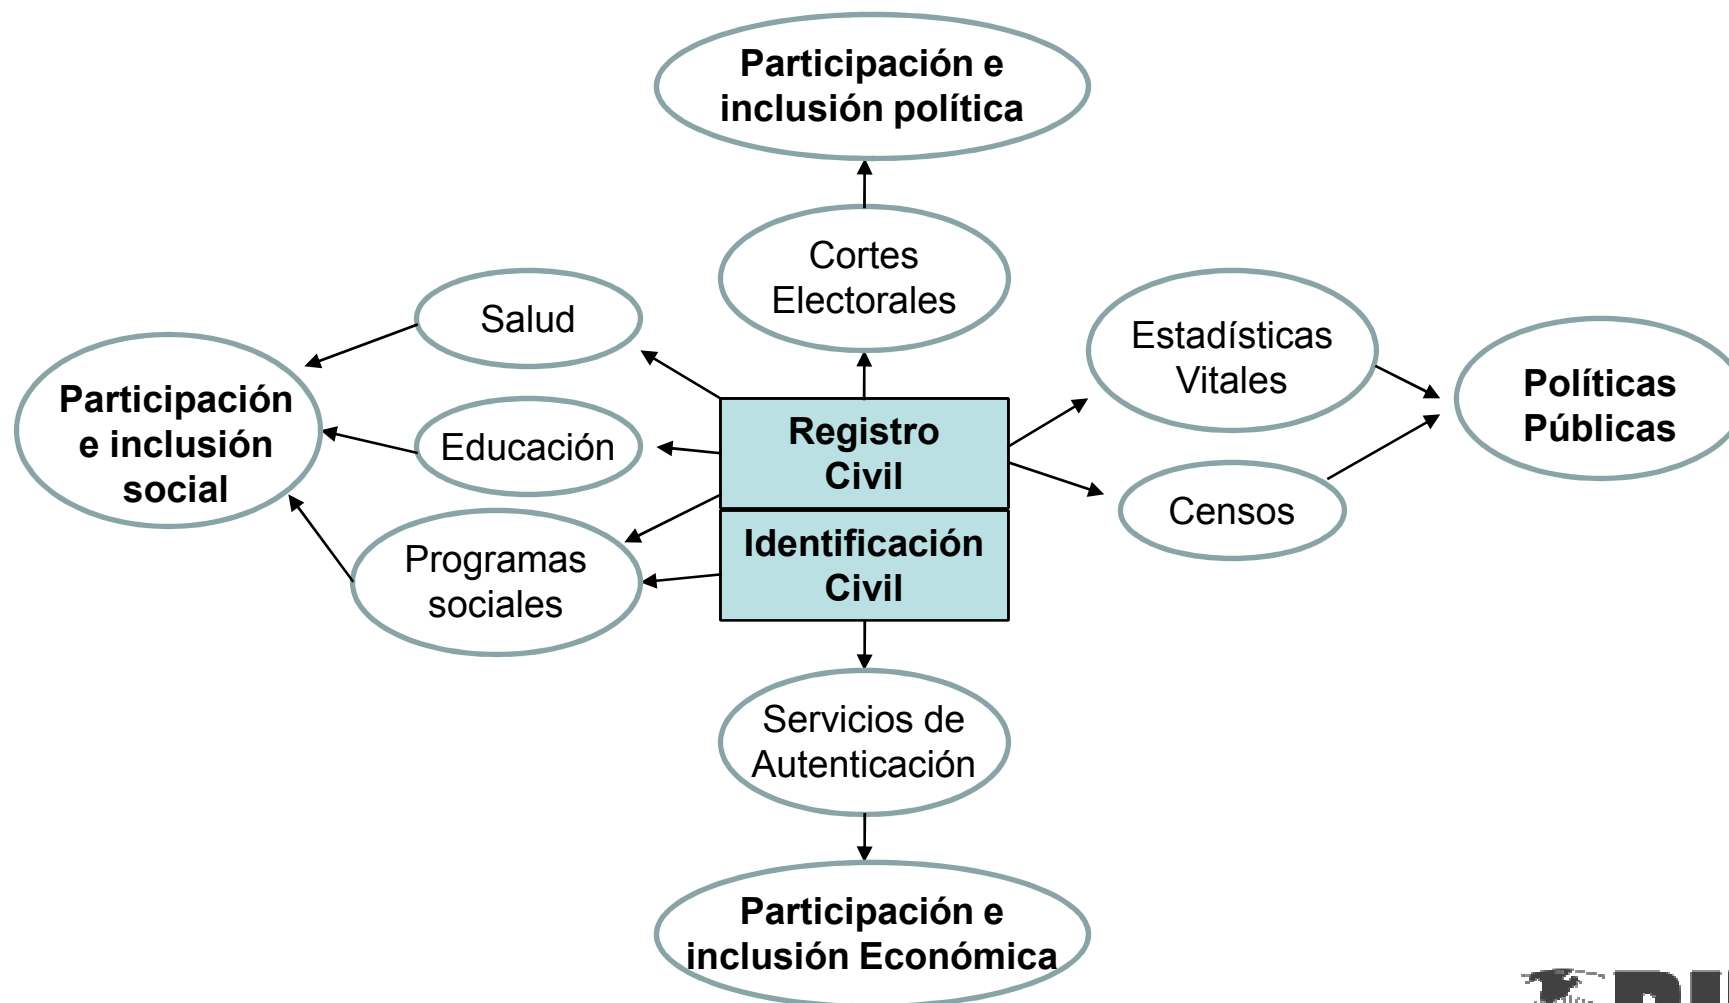 Participación e
inclusión política
Cortes
Electorales
Salud
Estadísticas
Vitales
Participación
e inclusión
social
Políticas
Públicas
Educación
Registro
Civil
Censos
Identificación
Civil
Programas
sociales
Servicios de
Autenticación
Participación e
inclusión Económica